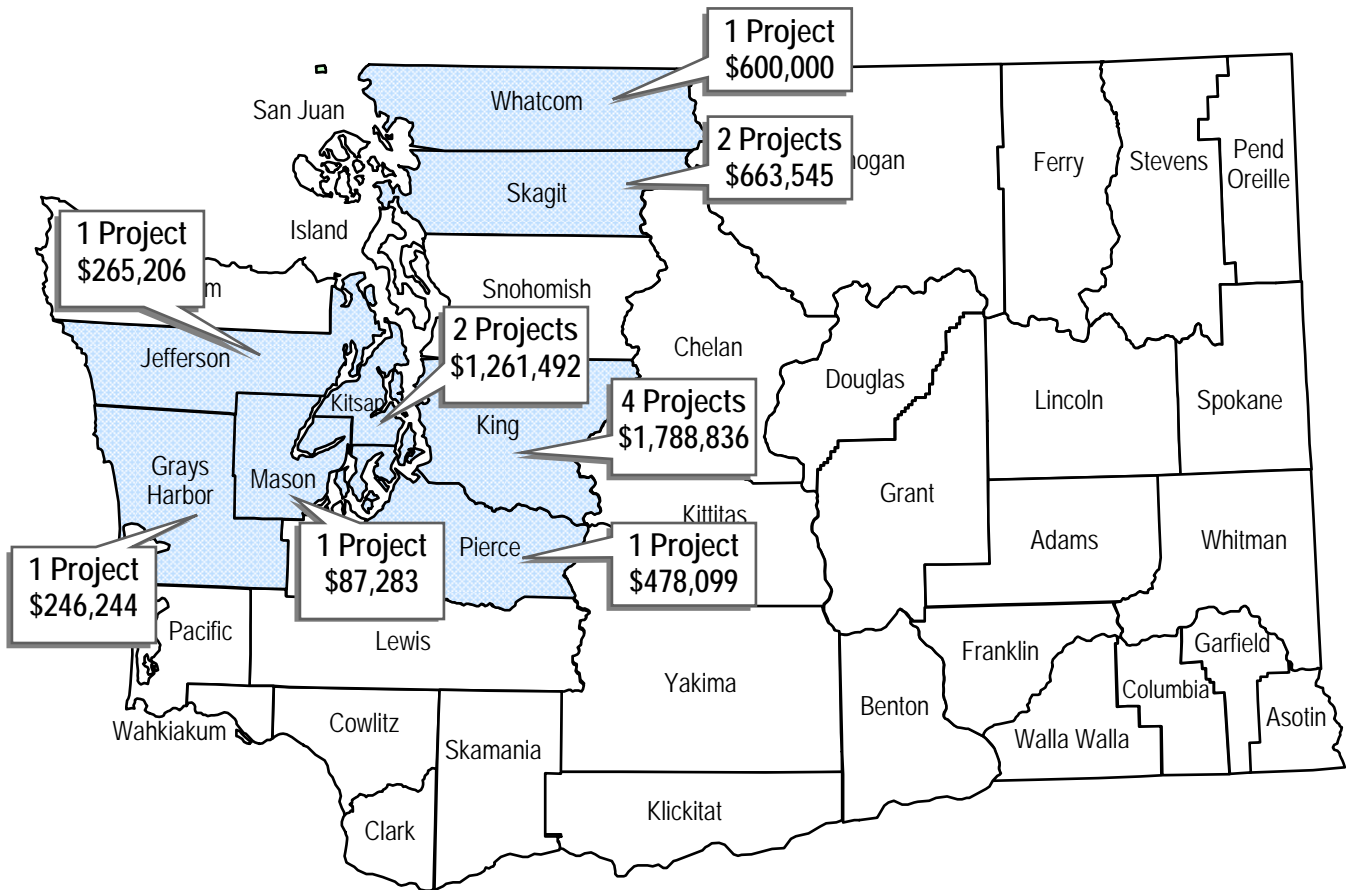 1 Project
$600,000
San Juan
Whatcom
2 Projects
$663,545
hogan
Ferry
Stevens
Pend
Oreille
Skagit
1 Project
$265,206
m
Island
Snohomish
2 Projects
$1,261,492
Chelan
Jefferson
Douglas
Lincoln
Spokane
Kitsap
4 Projects
$1,788,836
King
Grays
Harbor
Mason
Grant
Kittitas
1 Project
$246,244
1 Project
$87,283
Pierce
1 Project
$478,099
Adams
Whitman
Pacific
Lewis
Franklin
Garfield
Yakima
Columbia
Benton
Wahkiakum
Cowlitz
Skamania
Walla Walla
Asotin
Klickitat
Clark